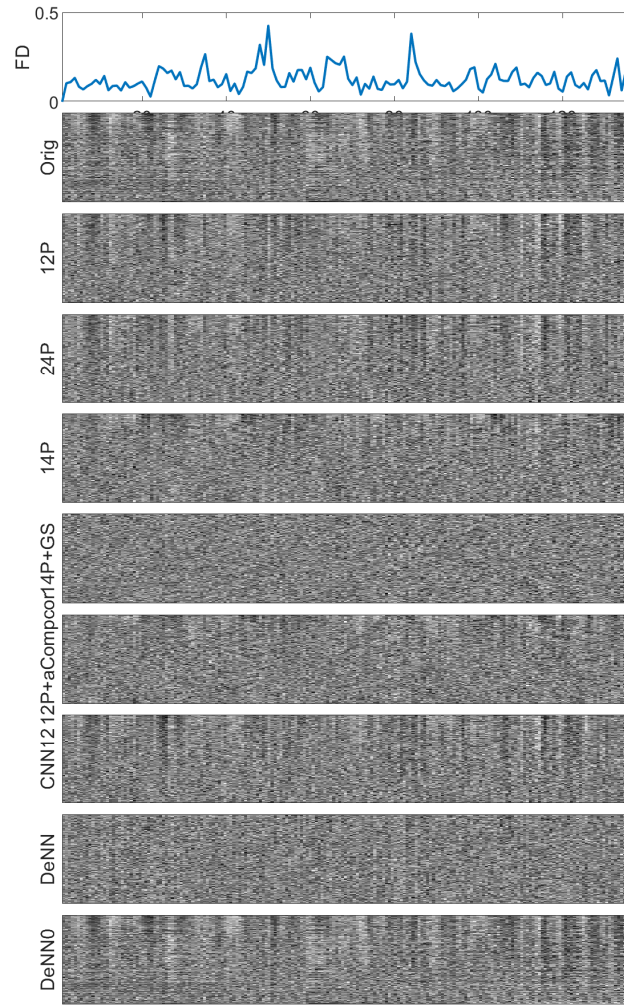 0.5
FD
0
Orig
12P
24P
14P
14P+GS
12P+aCompcor
CNN12
DeNN
DeNN0